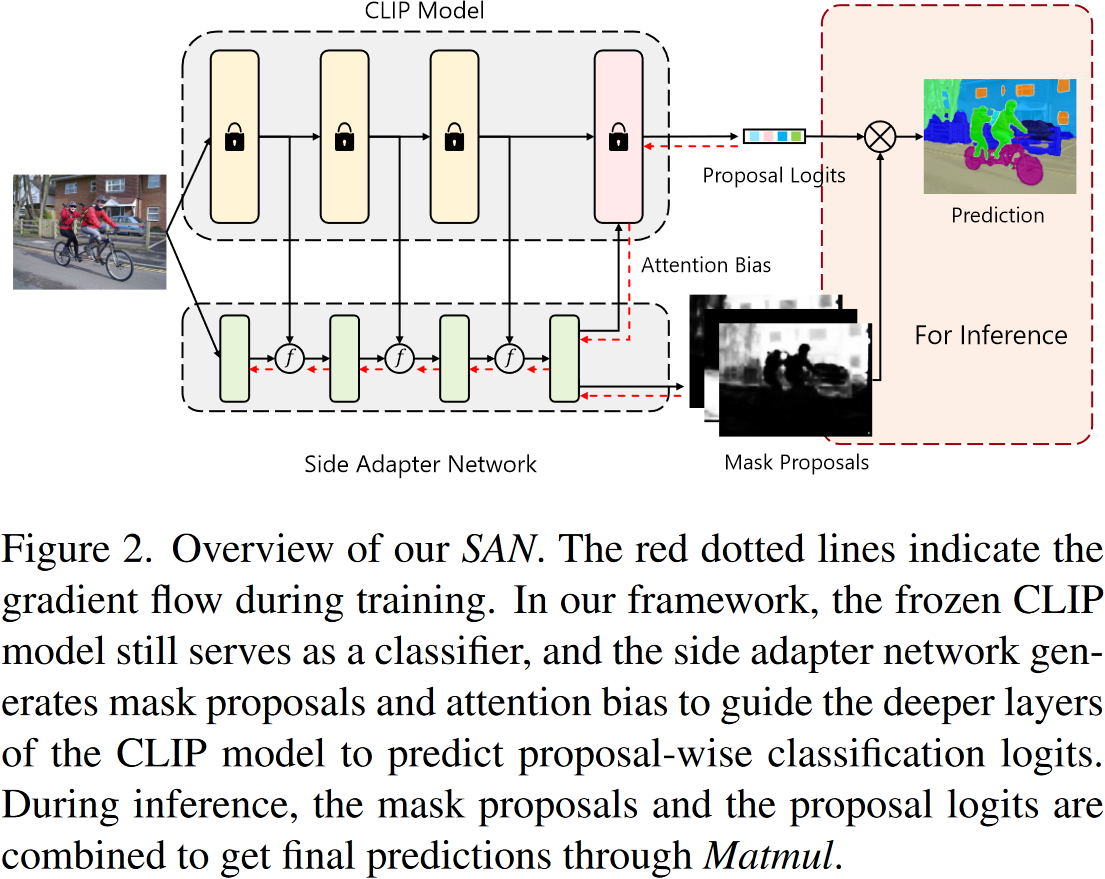 CLIP Model
Proposal Logits
Prediction
Attention Bias
f
f
f
For Inference
Side Adapter Network
Mask Proposals
Figure 2. Overview of our SAN. The red dotted lines indicate the
gradient flow during training. In our framework, the frozen CLIP
model still serves as a classifier, and the side adapter network gen-
erates mask proposals and attention bias to guide the deeper layers
of the CLIP model to predict proposal-wise classification logits.
During inference, the mask proposals and the proposal logits are
combined to get final predictions through Matmul.